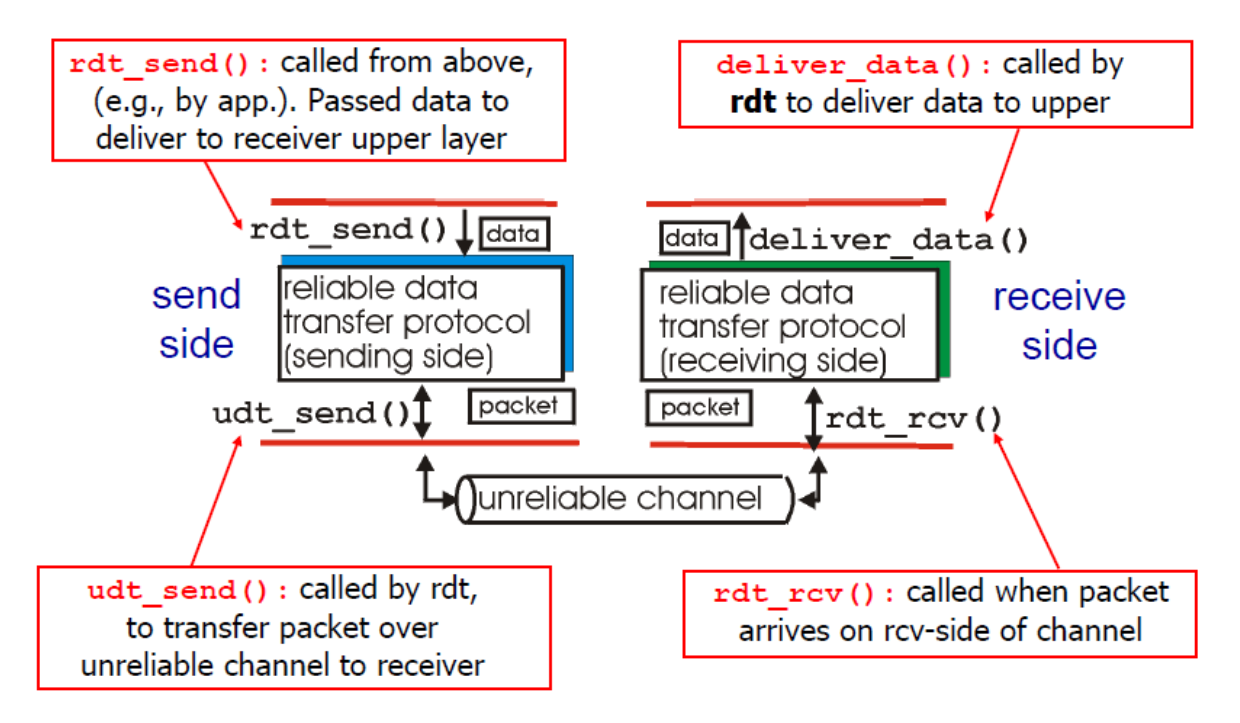 rdt_send(): called from above,
(e.g., by app.). Passed data to
deliver to receiver upper layer
deliver_data(): called by
rdt to deliver data to upper
rdt_send()
data
data
deliver_data()
send
side
reliable data
transfer protocol
(sending side)
reliable data
transfer protocol
(receiving side)
receive
side
udt_send()
packet
packet
rdt_rcv()
unreliable channel
udt_send(): called by rdt,
to transfer packet over
unreliable channel to receiver
rdt_rcv(): called when packet
arrives on rcv-side of channel